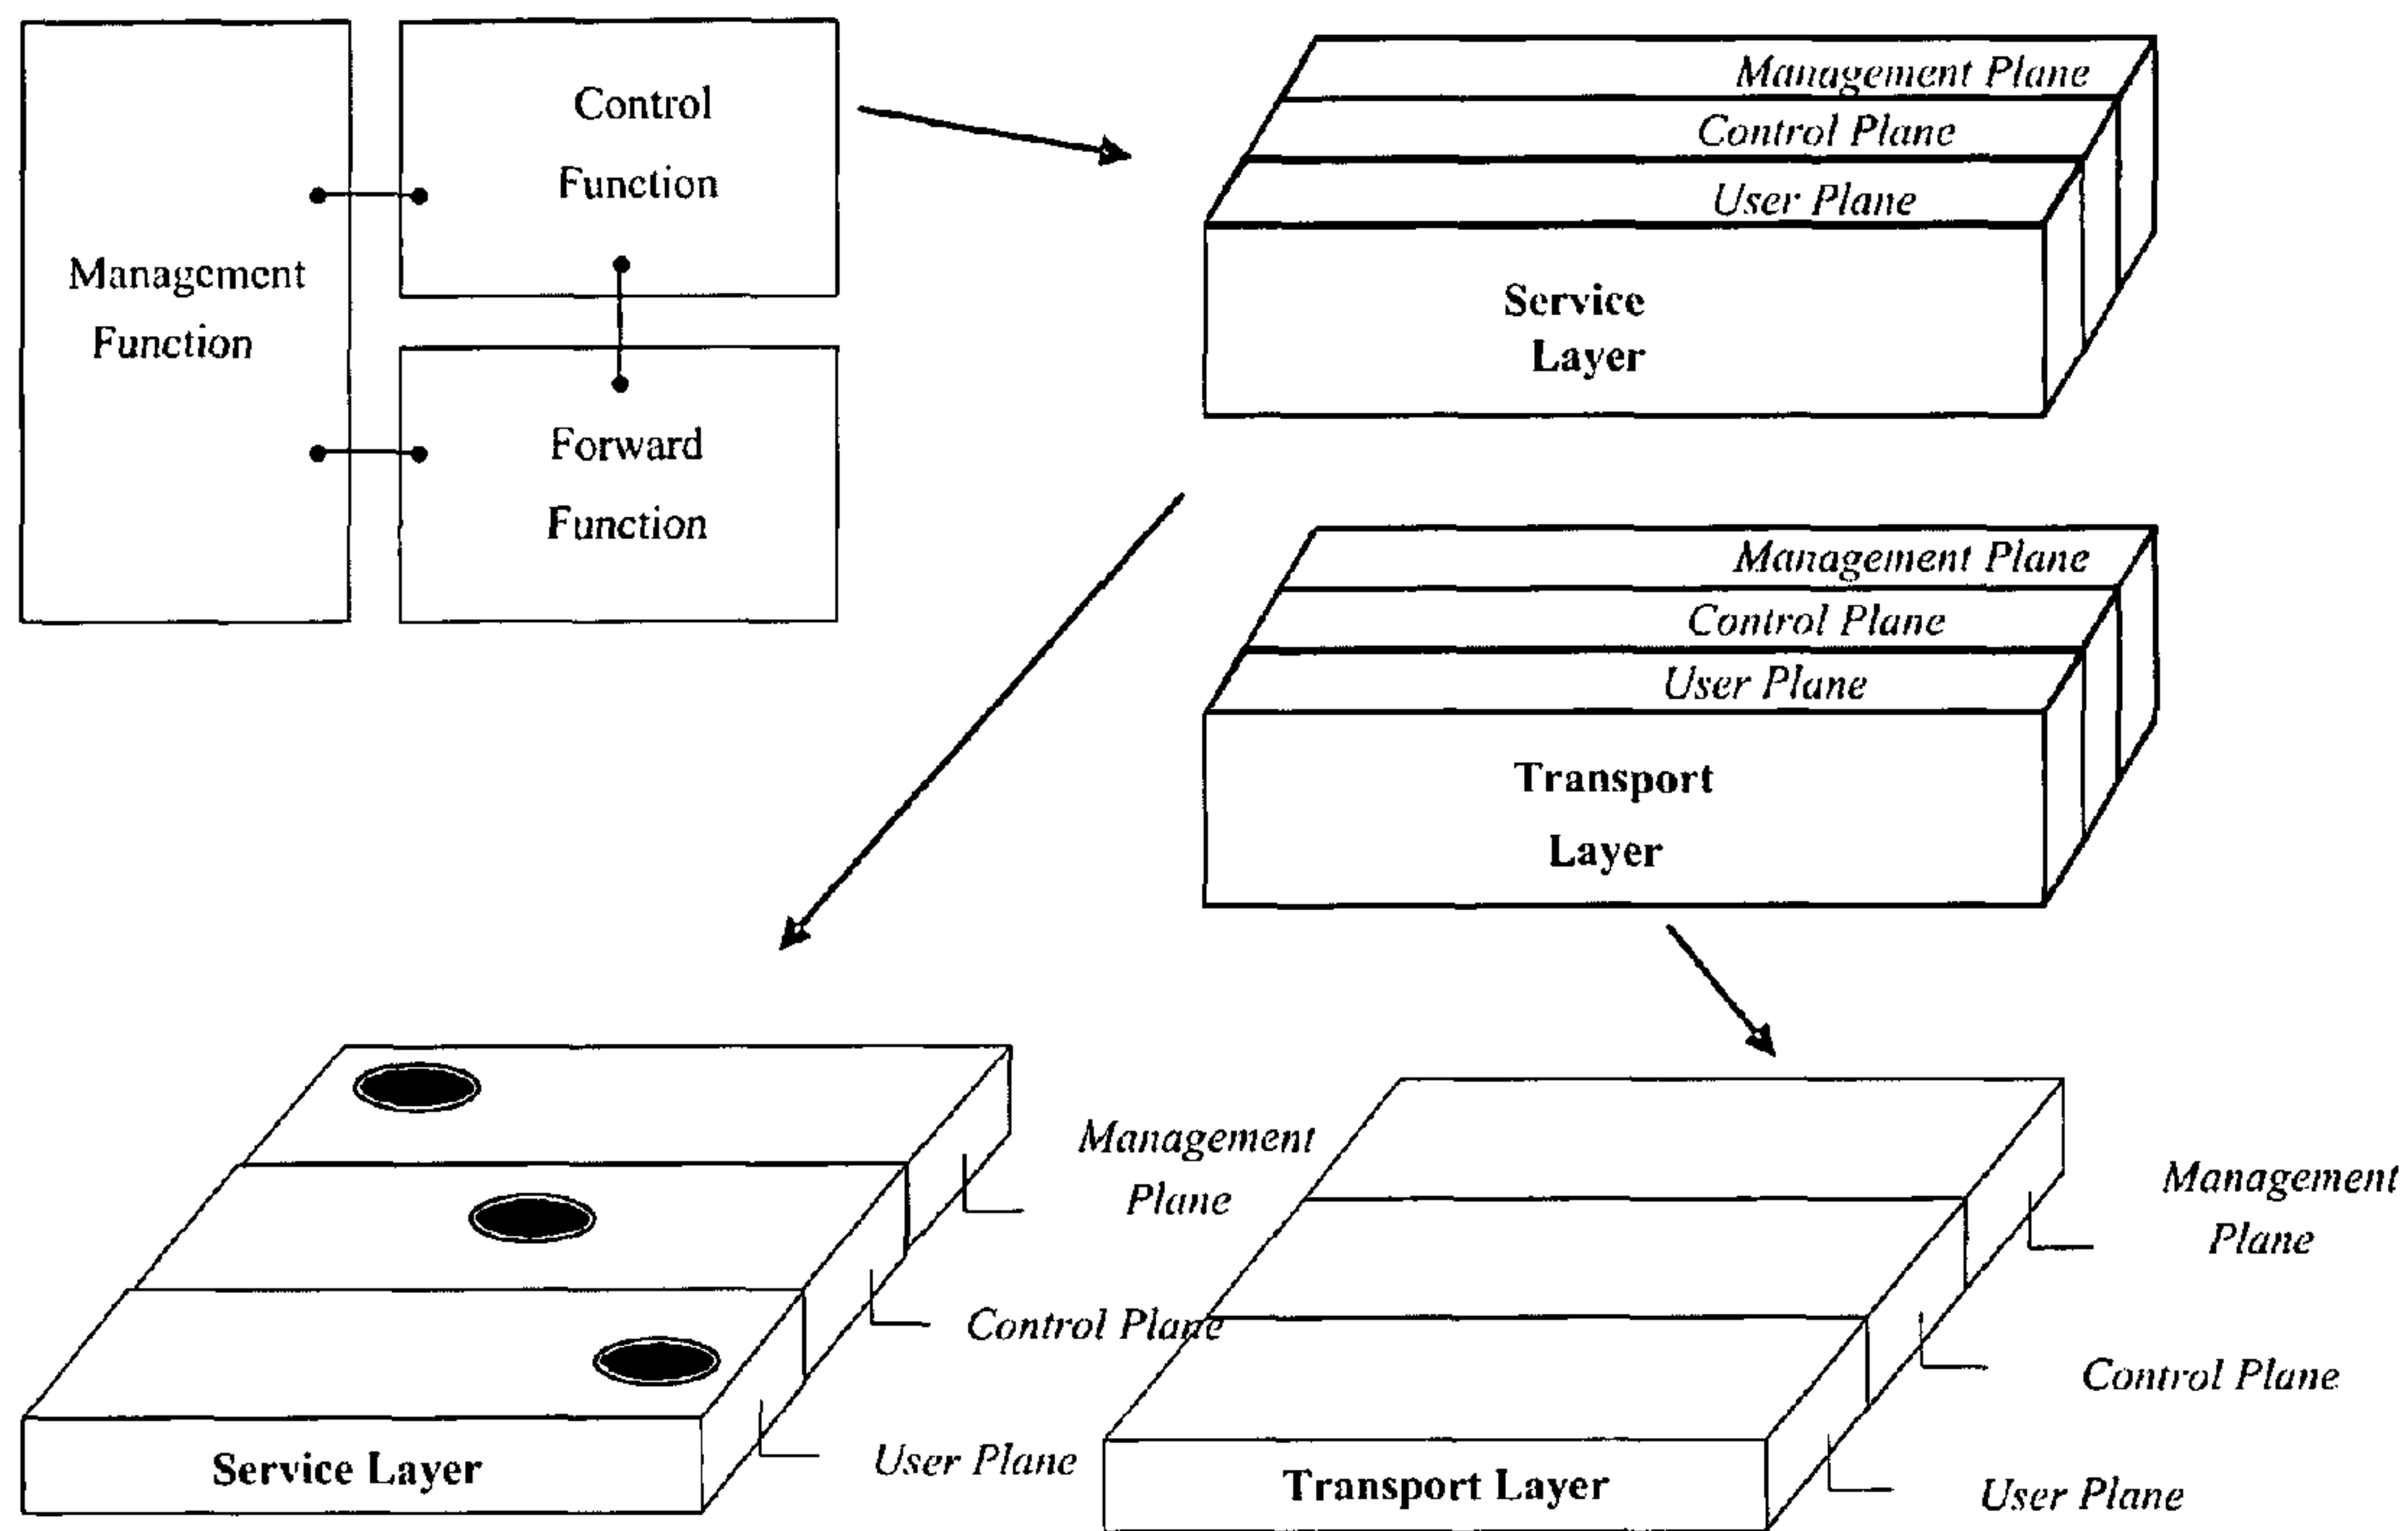 Control
Function
Management
Function
Forward
Function
Management Plane
Control Plane
User Plane
Service
Layer
Management Plane
Control Plane
User Plane
Transport
Layer
Management
Plane
Control Plane
User Plane
Service Layer
Management
Plane
Control Plane
User Plane
Transport Layer